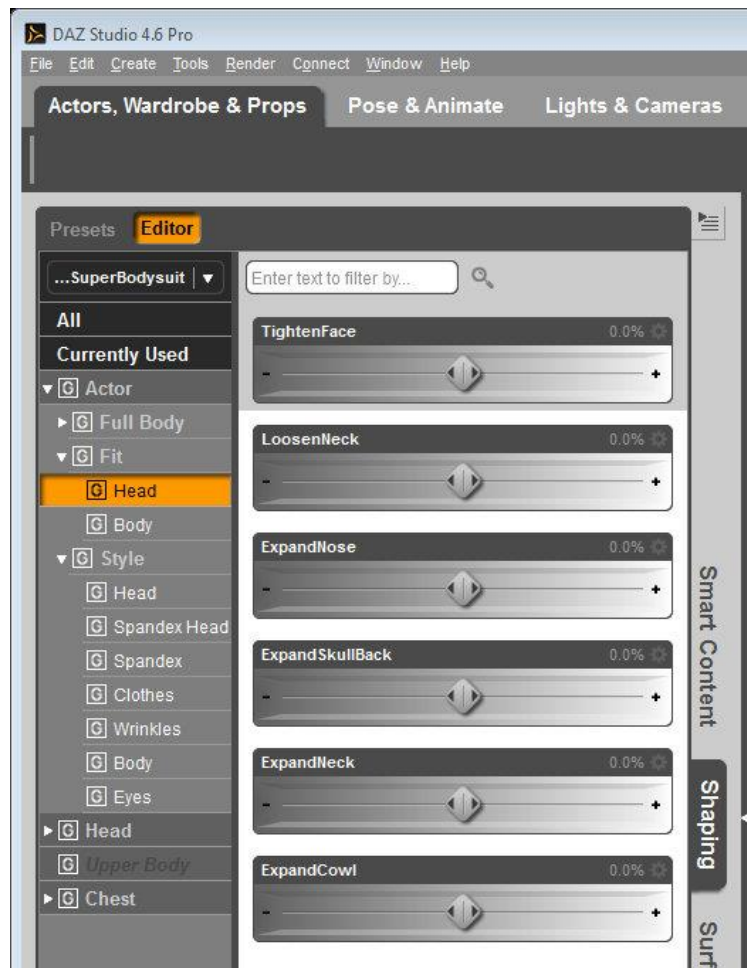 DAZ Studio 4.6 Pro
File Edit Create Tools Render Connect Window Help
Actors, Wardrobe & Props Pose & Animate Lights & Cameras
Presets Editor
...SuperBodysuit
Enter text to filter by...
All
Currently Used
G Actor
G Full Body
G Fit
G Head
G Body
G Style
G Head
G Spandex Head
G Spandex
G Clothes
G Wrinkles
G Body
G Eyes
G Head
G Upper Body
G Chest
TightenFace 0.0%
- +
LoosenNeck 0.0%
- +
ExpandNose 0.0%
- +
ExpandSkullBack 0.0%
- +
ExpandNeck 0.0%
- +
ExpandCowl 0.0%
- +
Smart Content
Shaping
Surf